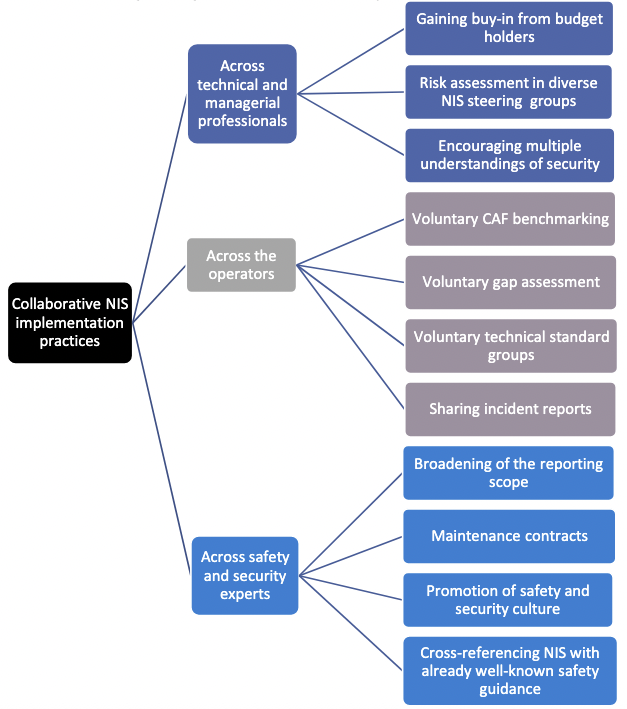 Collaborative NIS
implementation
practices
Across
technical and
managerial
professionals
Gaining buy-in from budget
holders
Risk assessment in diverse
NIS steering groups
Encouraging multiple
understandings of security
Across the
operators
Voluntary CAF benchmarking
Voluntary gap assessment
Voluntary technical standard
groups
Sharing incident reports
Across safety
and security
experts
Broadening of the reporting
scope
Maintenance contracts
Promotion of safety and
security culture
Cross-referencing NIS with
already well-known safety
guidance